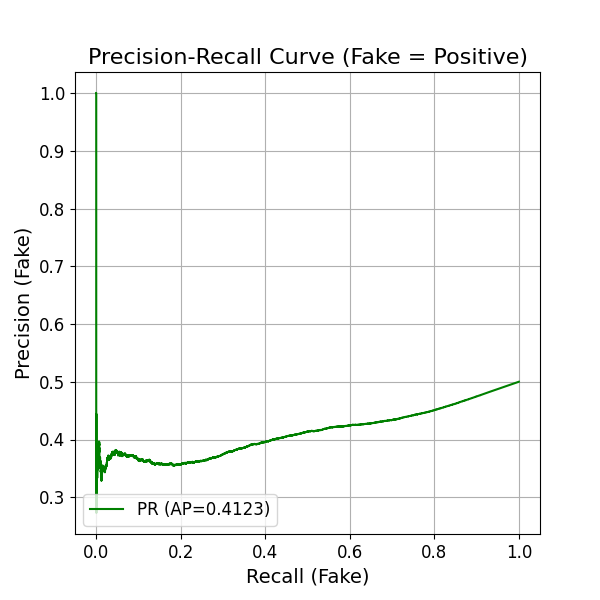 Precision-Recall Curve (Fake = Positive)
1.0
0.9
0.8
0.7
0.6
0.5
0.4
0.3
Precision (Fake)
PR (AP=0.4123)
0.0 0.2 0.4 0.6 0.8 1.0
Recall (Fake)